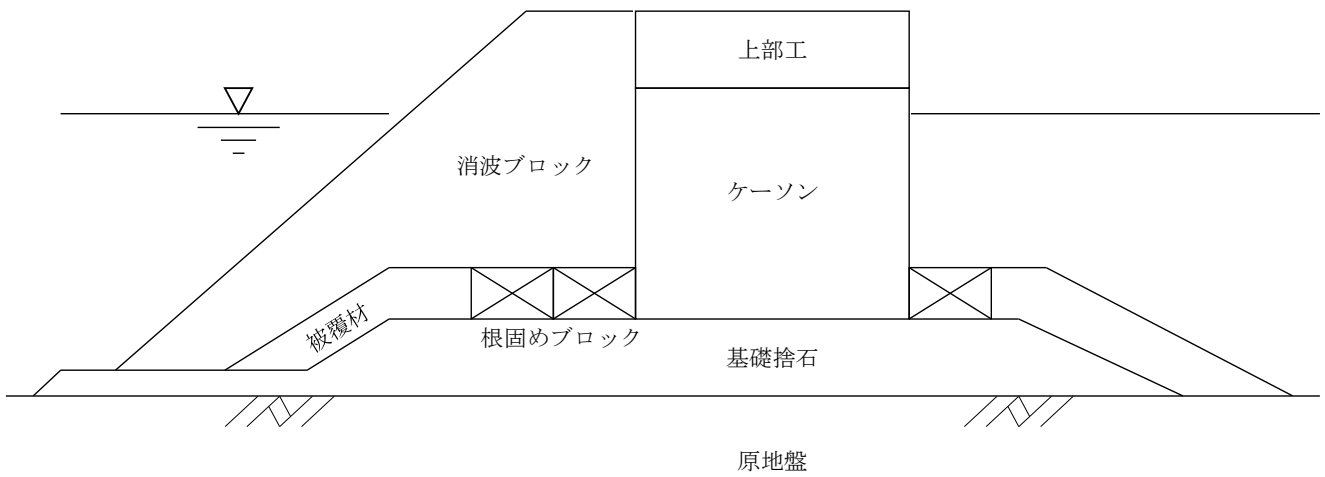 上部工
消波ブロック
ケーソン
被覆材
根固めブロック
基礎捨石
原地盤